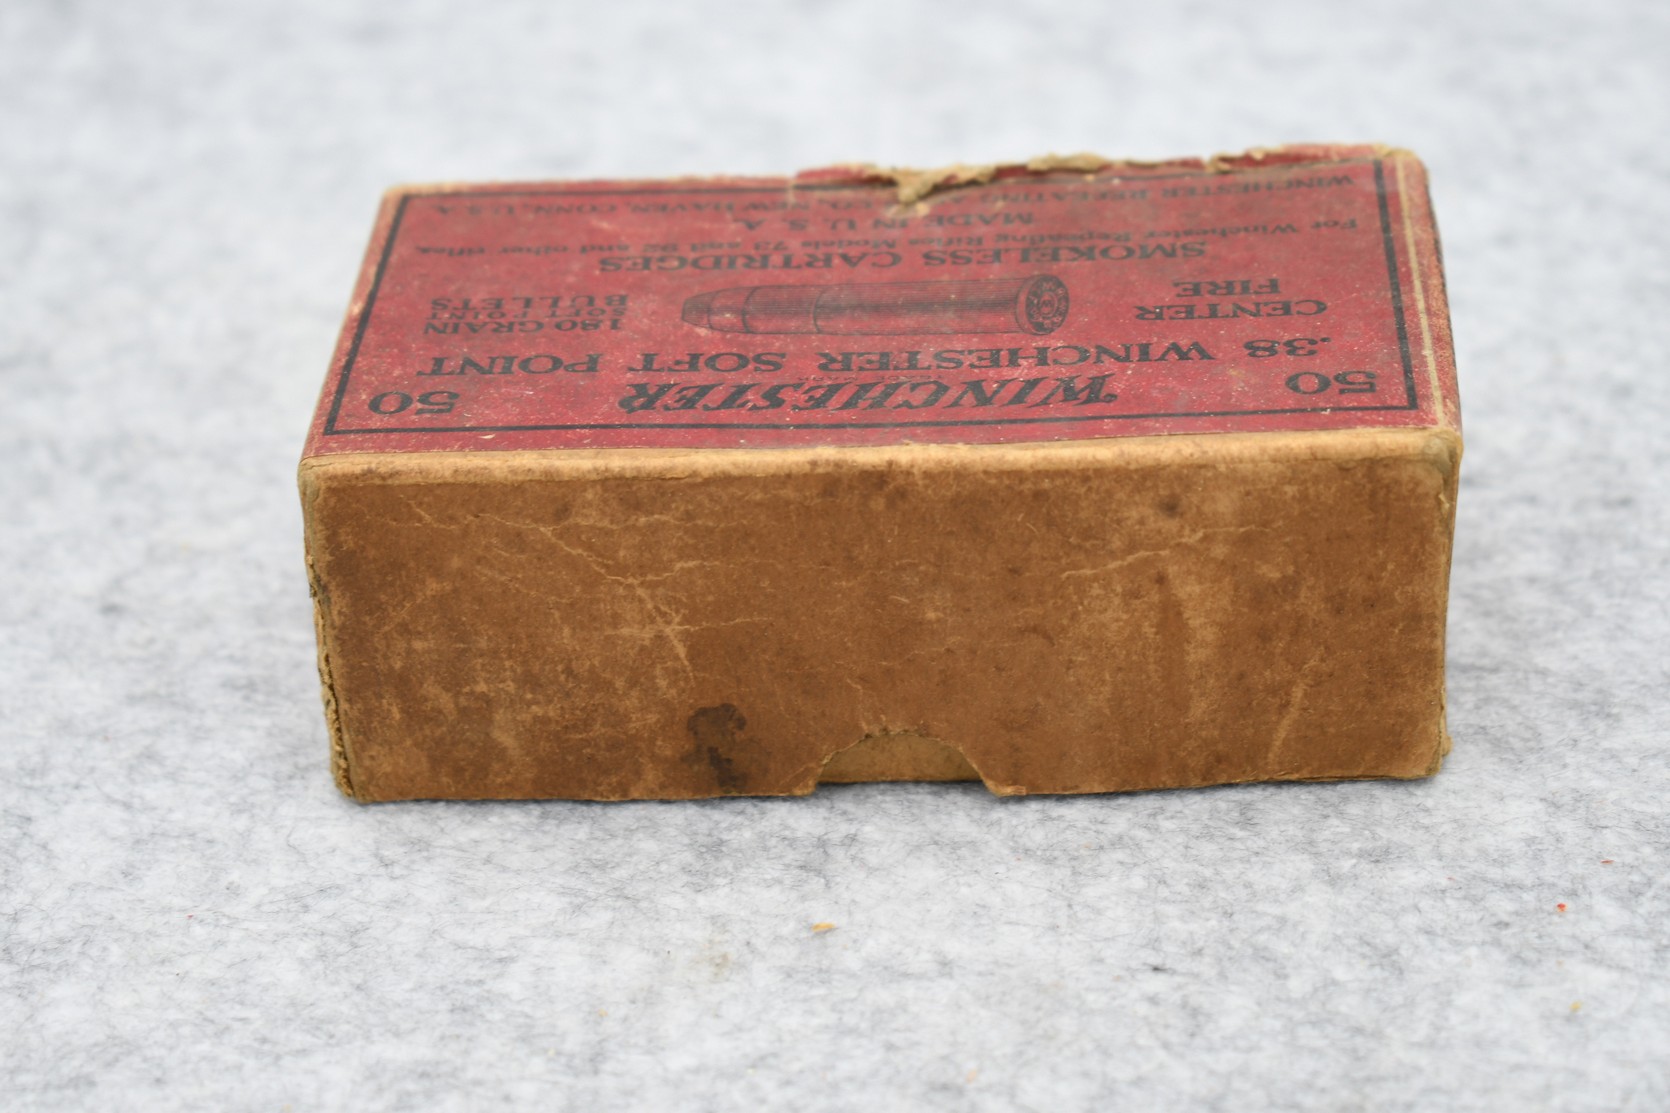 50 WINCHESTER 50
.38 WINCHESTER SOFT POINT
CENTER FIRE
180 GRAIN
SOFT POINT
BULLETS
SMOKELESS CARTRIDGES
For Winchester Repeating Rifles Models 73 and 92 and other rifles.
MADE IN U. S. A.
WINCHESTER REPEATING CO. NEW HAVEN, CONN., U.S.A.